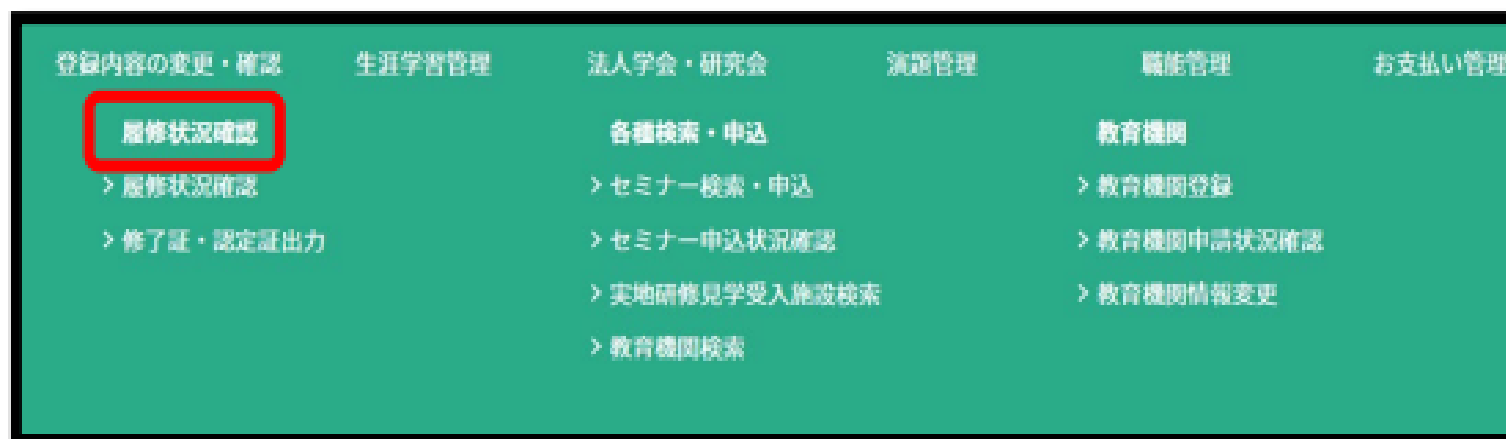 登録内容の変更・確認 生涯学習管理 法人学会・研究会 演題管理 職能管理 お支払い管理
履修状況確認 各種検索・申込 教育機関
> 履修状況確認 > セミナー検索・申込 > 教育機関登録
> 修了証・認定証出力 > セミナー申込状況確認 > 教育機関申請状況確認
> 実地研修見学受入施設検索 > 教育機関情報変更
> 教育機関検索